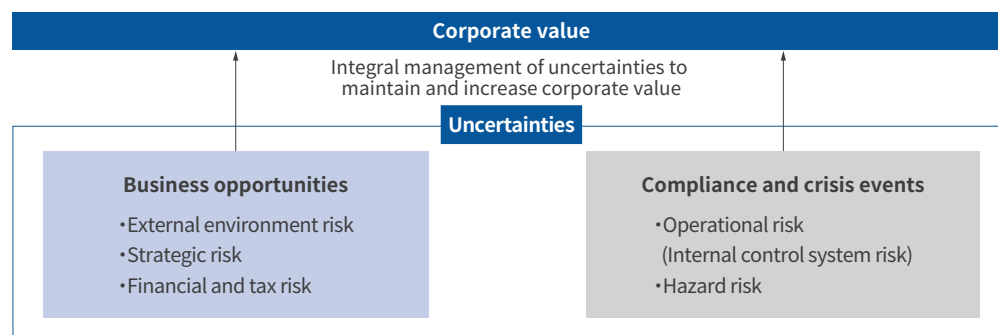 Corporate value
Integral management of uncertainties to
maintain and increase corporate value
Uncertainties
Business opportunities
・External environment risk
・Strategic risk
・Financial and tax risk
Compliance and crisis events
・Operational risk
(Internal control system risk)
・Hazard risk